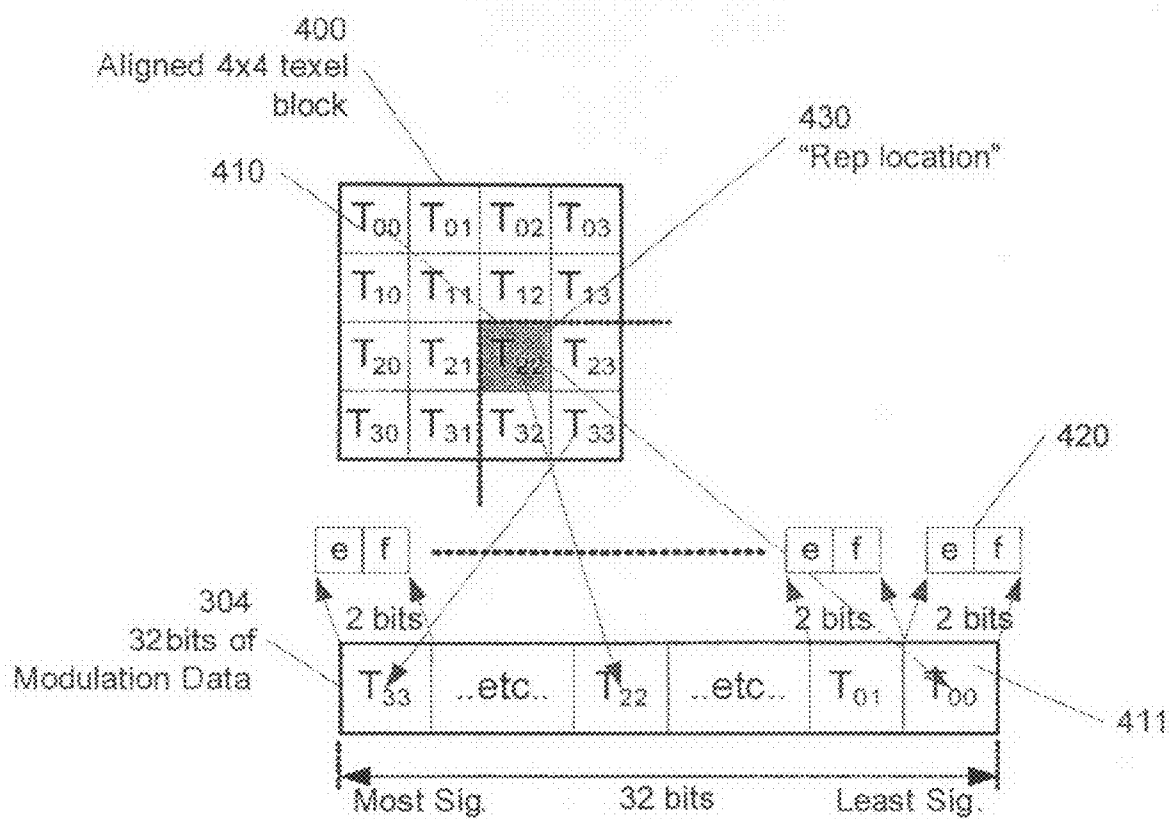 400
Aligned 4x4 texel
block
430
"Rep location"
410
T00 T01 T02 T03
T10 T11 T12 T13
T20 T21 T22 T23
T30 T31 T32 T33
420
e f e f e f
304
32bits of
Modulation Data
2 bits 2 bits 2 bits
T33 ..etc.. T22 ..etc.. T01 T00
411
Most Sig. 32 bits Least Sig.